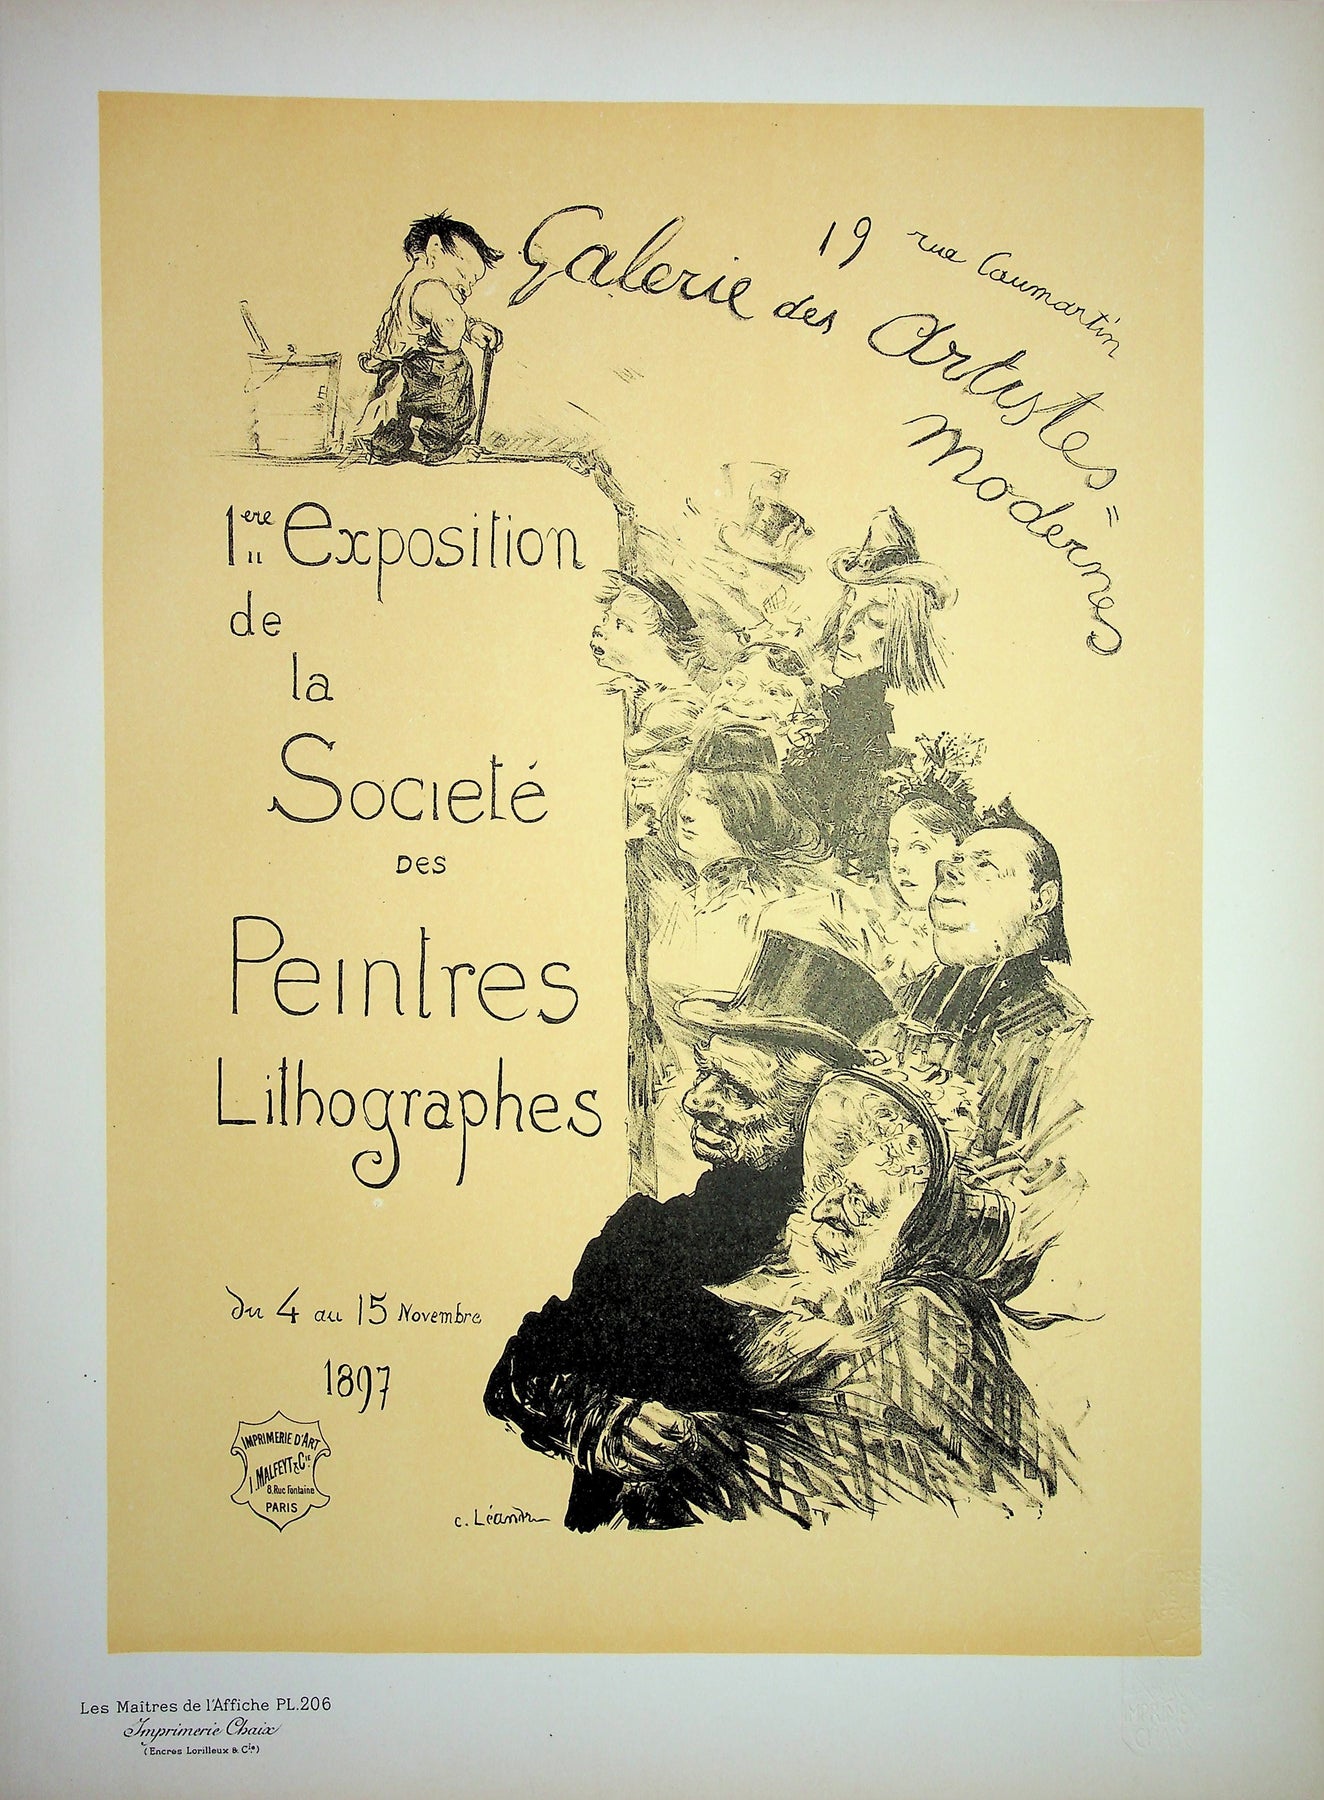 19 rue Caumartin
Galerie des Artistes=
modernes
1ère Exposition
de
la
Societé
DES
Peintres
Lithographes
du 4 au 15 Novembre
1897
IMPRIMERIE D'ART
J. MALFEYT & Cie
8. Rue Fontaine
PARIS
C. Léandre
Les Maîtres de l'Affiche PL.206
Imprimerie Chaix
(Encres Lorilleux & Cie)